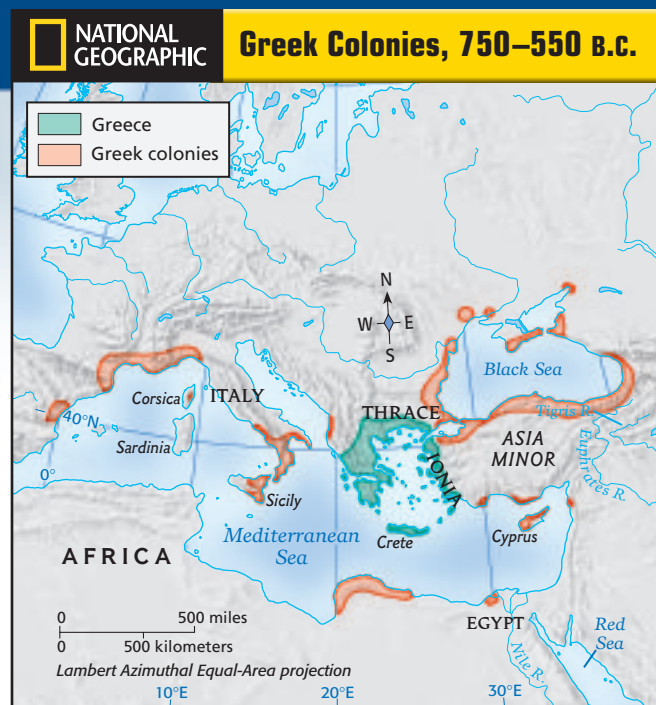 NATIONAL
GEOGRAPHIC
Greek Colonies, 750–550 B.C.
Greece
Greek colonies
N
W E
S
Black Sea
Corsica
ITALY
40°N
THRACE
Tigris R.
Sardinia
ASIA
MINOR
IONIA
Euphrates R.
0°
Sicily
Mediterranean
Sea
Crete
Cyprus
AFRICA
EGYPT
0 500 miles
0 500 kilometers
Red
Sea
Nile R.
Lambert Azimuthal Equal-Area projection
10°E 20°E 30°E